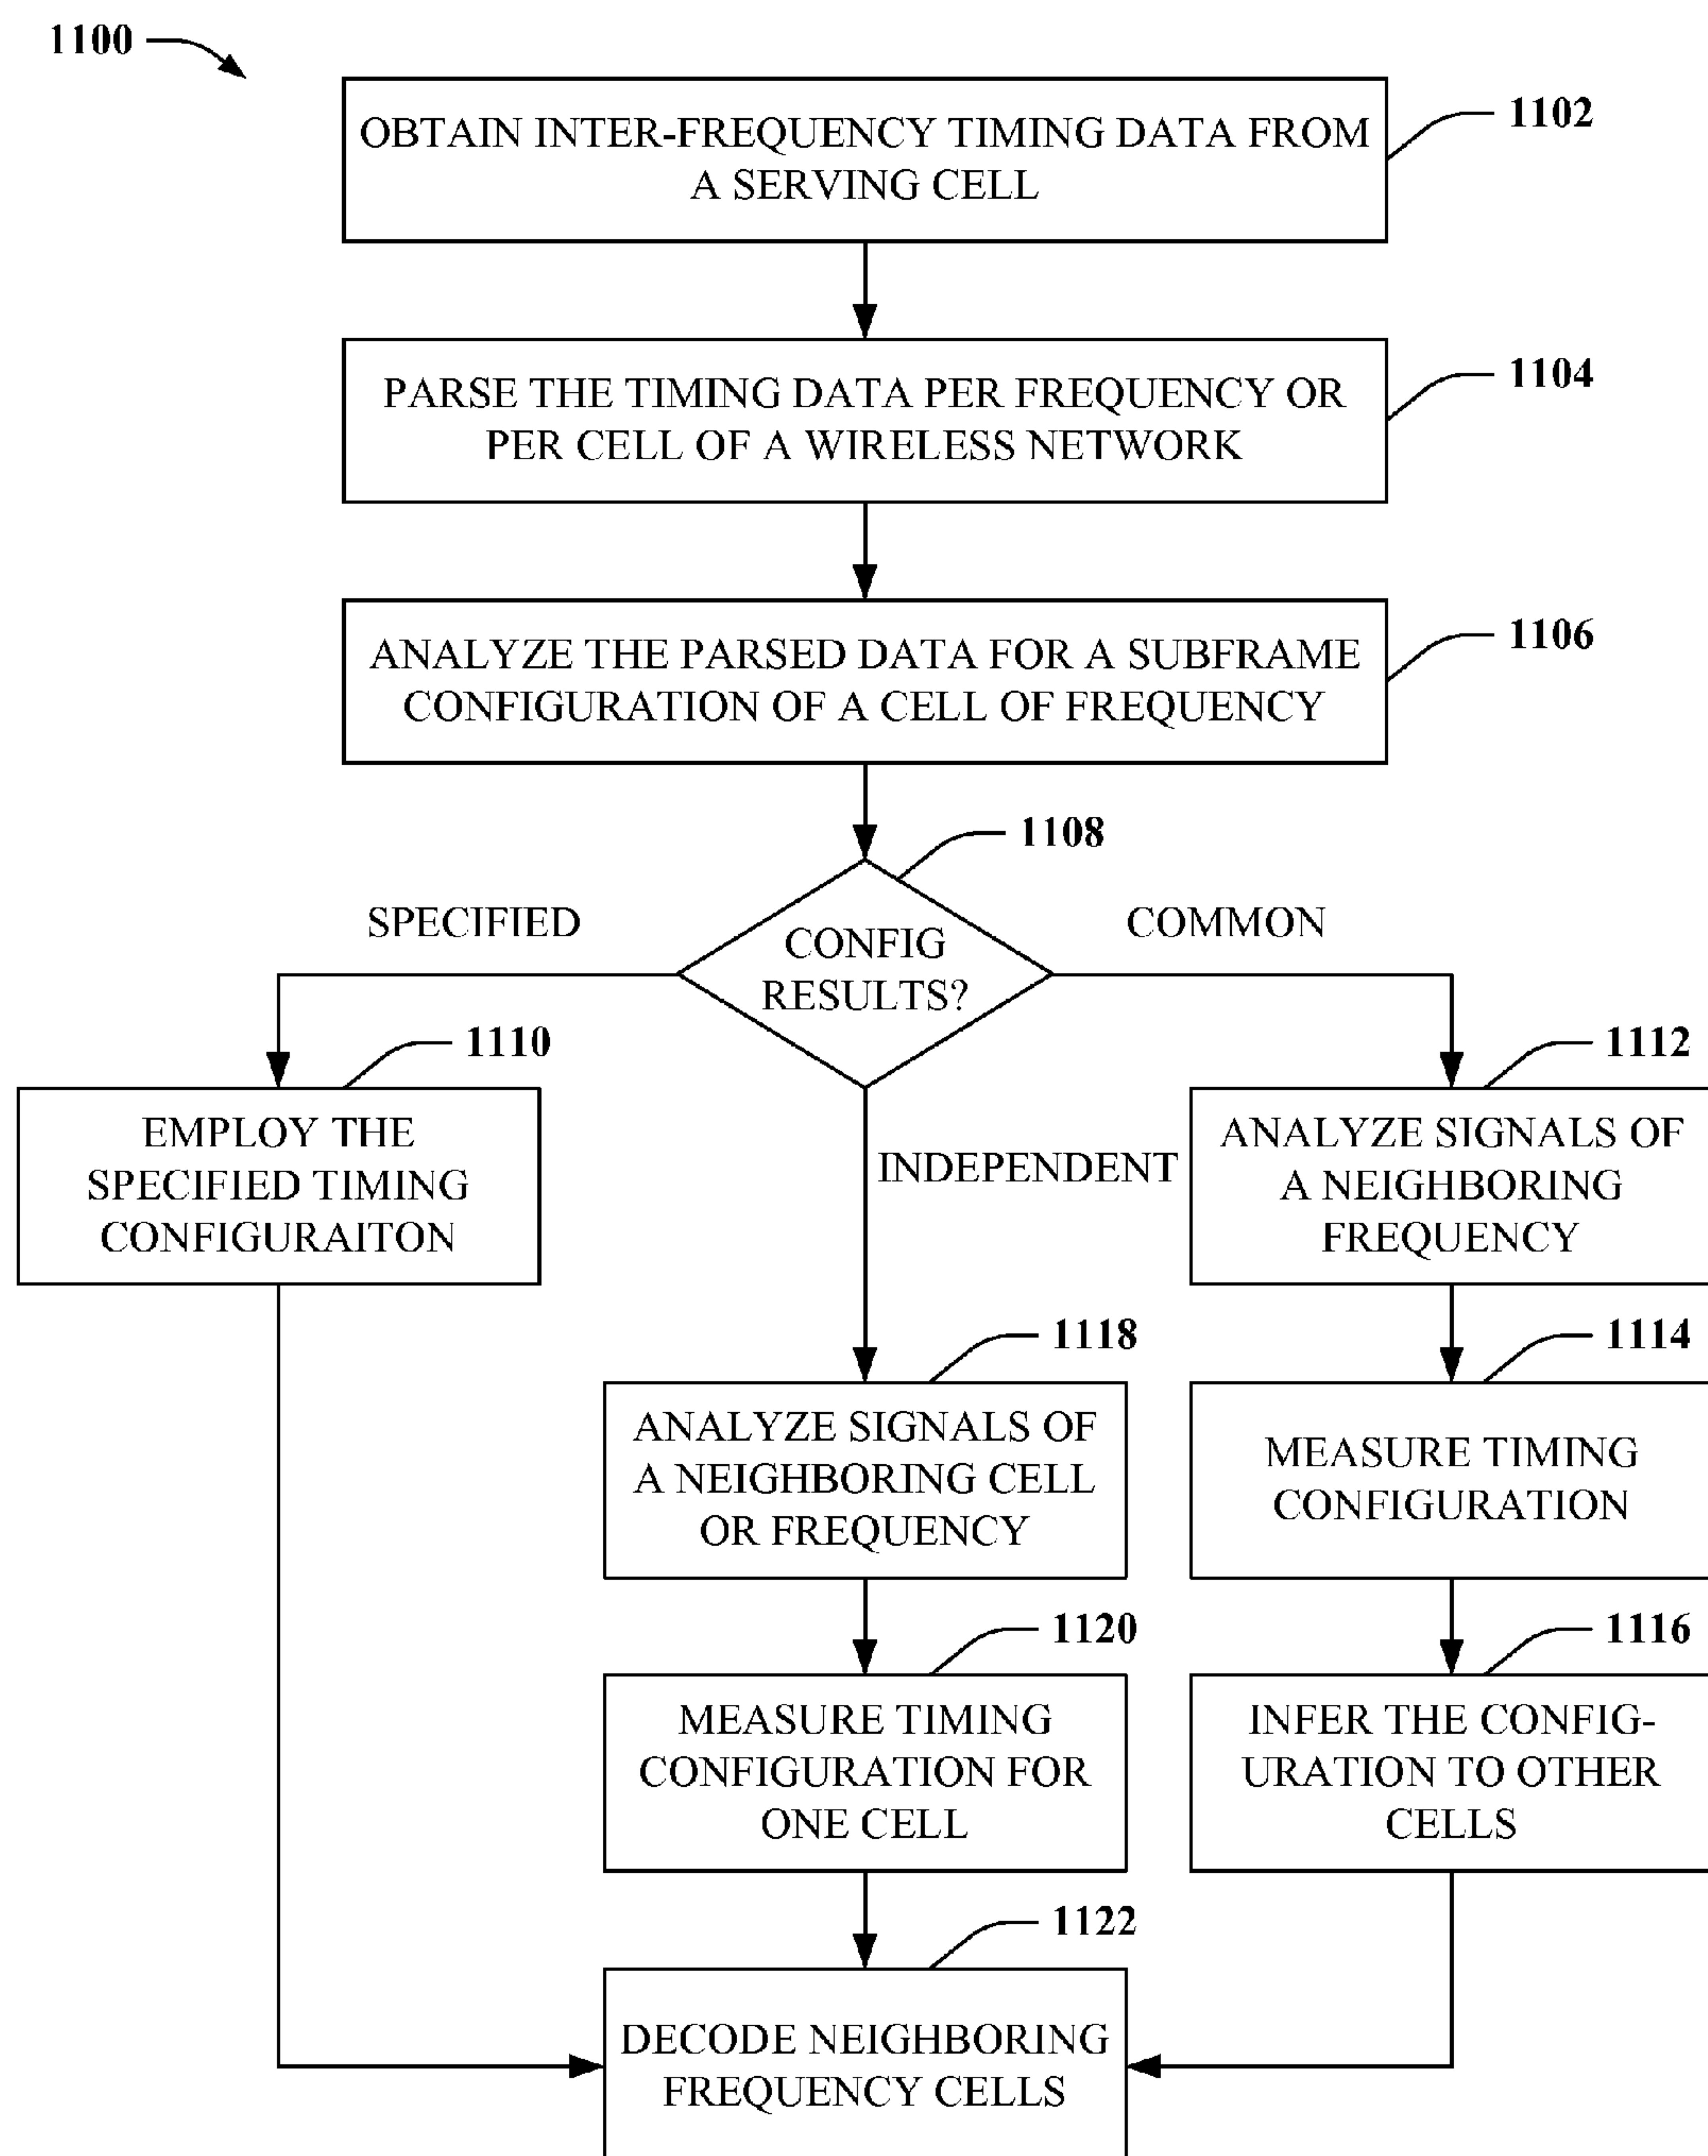 1100
OBTAIN INTER-FREQUENCY TIMING DATA FROM
A SERVING CELL
1102
PARSE THE TIMING DATA PER FREQUENCY OR
PER CELL OF A WIRELESS NETWORK
1104
ANALYZE THE PARSED DATA FOR A SUBFRAME
CONFIGURATION OF A CELL OF FREQUENCY
1106
1108
CONFIG
RESULTS?
SPECIFIED
COMMON
INDEPENDENT
1110
EMPLOY THE
SPECIFIED TIMING
CONFIGURAITON
1112
ANALYZE SIGNALS OF
A NEIGHBORING
FREQUENCY
1114
MEASURE TIMING
CONFIGURATION
1116
INFER THE CONFIG-
URATION TO OTHER
CELLS
1118
ANALYZE SIGNALS OF
A NEIGHBORING CELL
OR FREQUENCY
1120
MEASURE TIMING
CONFIGURATION FOR
ONE CELL
1122
DECODE NEIGHBORING
FREQUENCY CELLS